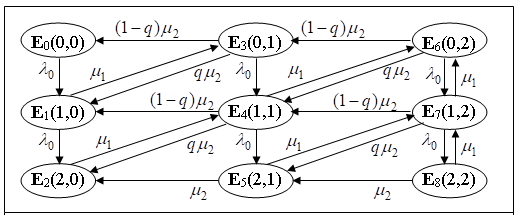 (1-q)μ₂ (1-q)μ₂
E₀(0,0) E₃(0,1) E₆(0,2)
λ₀ μ₁ qμ₂ λ₀ μ₁ qμ₂ λ₀ μ₁
(1-q)μ₂ (1-q)μ₂
E₁(1,0) E₄(1,1) E₇(1,2)
λ₀ μ₁ qμ₂ λ₀ μ₁ qμ₂ λ₀ μ₁
E₂(2,0) E₅(2,1) E₈(2,2)
μ₂ μ₂